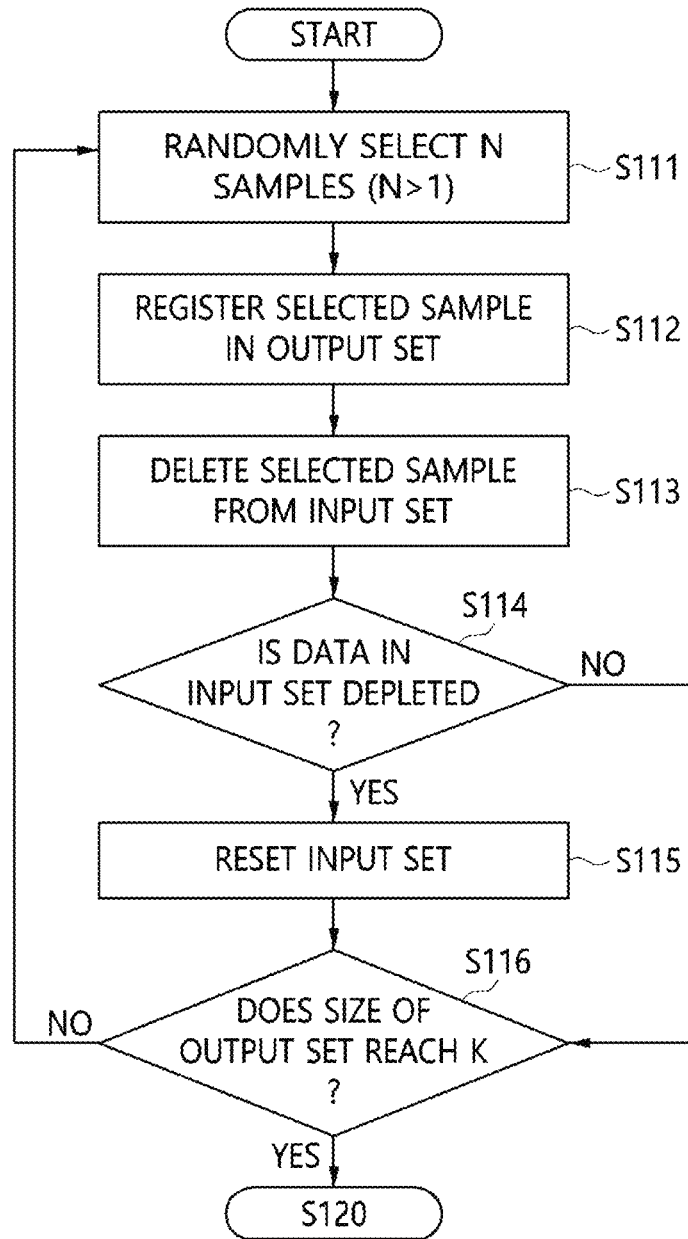 START
RANDOMLY SELECT N
SAMPLES (N>1)
S111
REGISTER SELECTED SAMPLE
IN OUTPUT SET
S112
DELETE SELECTED SAMPLE
FROM INPUT SET
S113
S114
IS DATA IN
INPUT SET DEPLETED
?
NO
YES
RESET INPUT SET
S115
S116
DOES SIZE OF
OUTPUT SET REACH K
?
NO
YES
S120